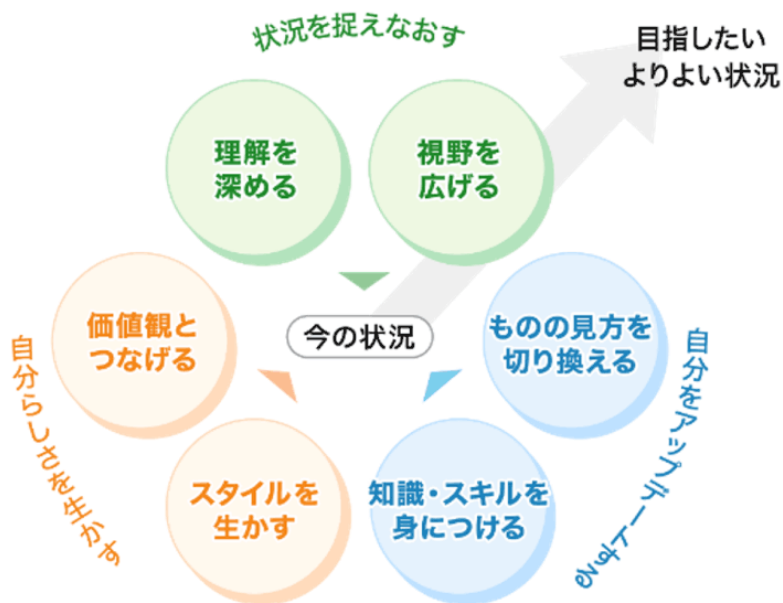 状況を捉えなおす
目指したい
よりよい状況
理解を
深める
視野を
広げる
価値観と
つなげる
今の状況
ものの見方を
切り換える
自分らしさを生かす
自分をアップデートする
スタイルを
生かす
知識・スキルを
身につける